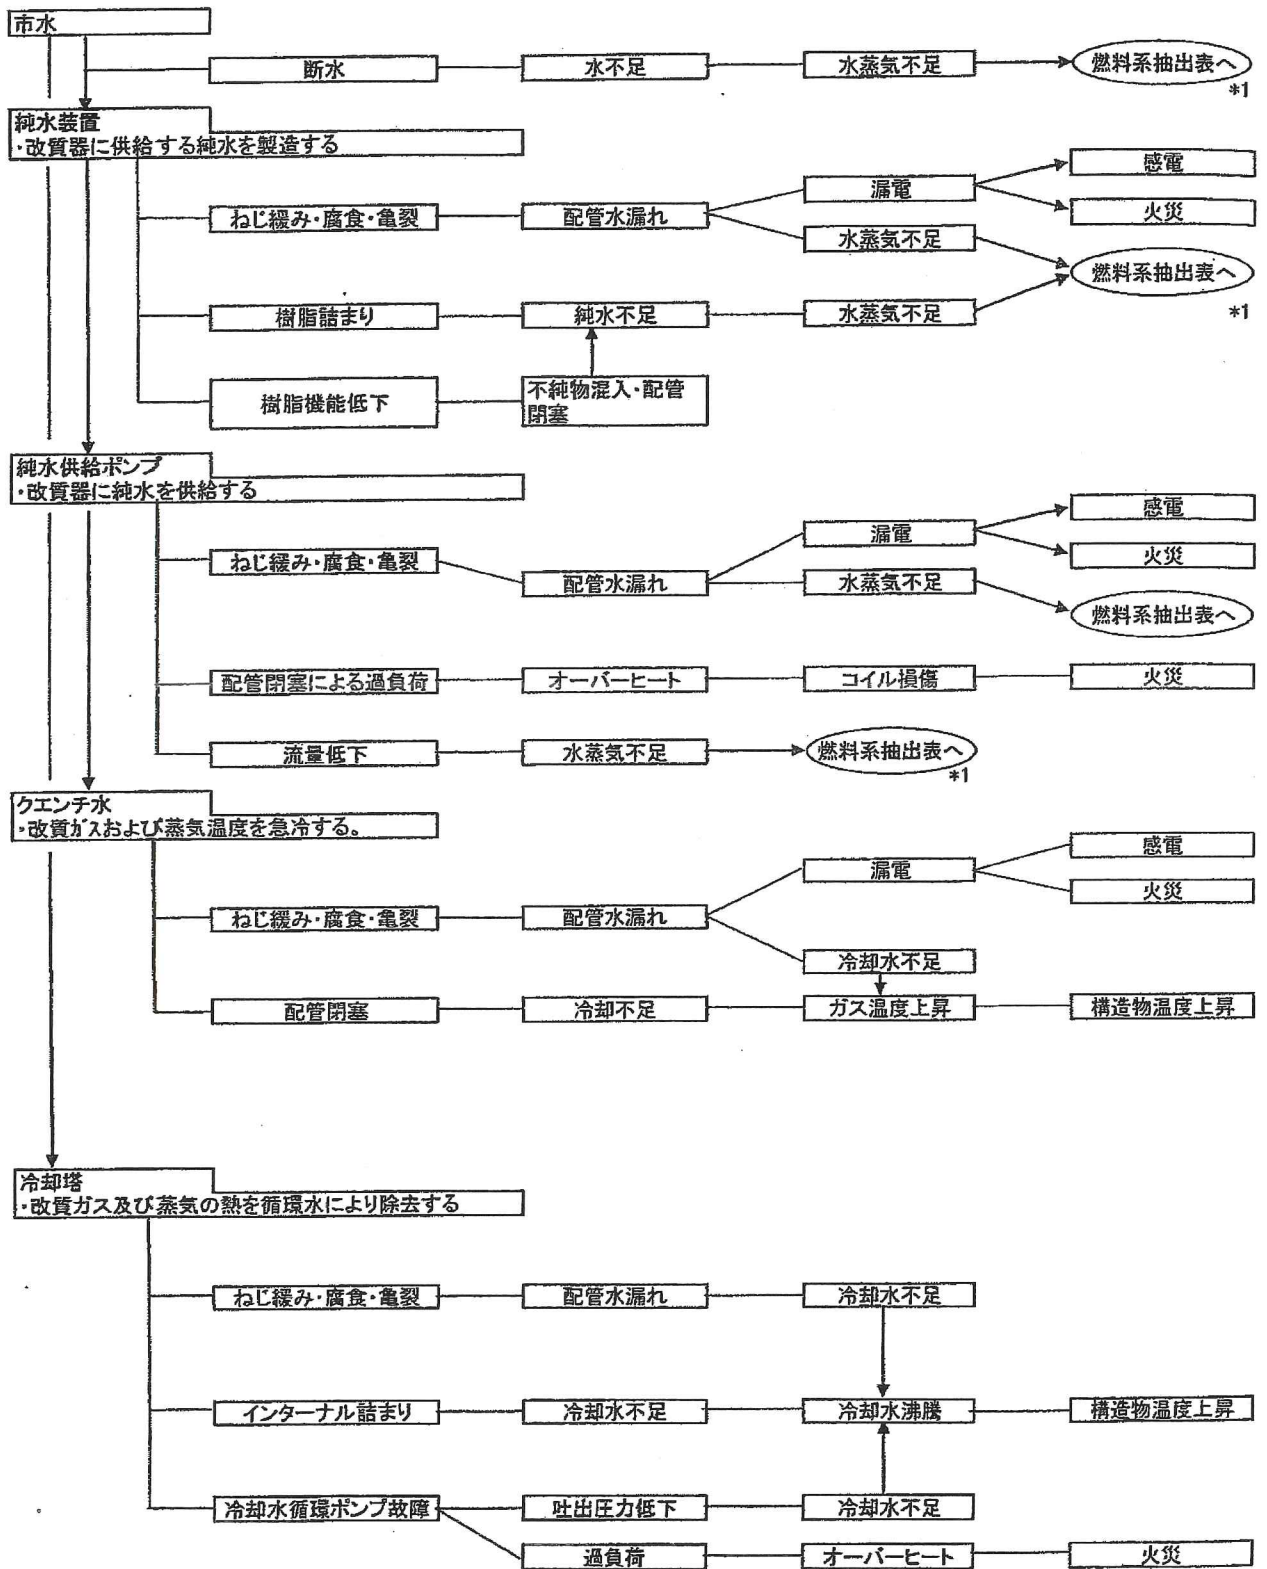 市水
断水
水不足
水蒸気不足
燃料系抽出表へ
*1
純水装置
・改質器に供給する純水を製造する
感電
漏電
ねじ緩み・腐食・亀裂
配管水漏れ
火災
水蒸気不足
燃料系抽出表へ
*1
樹脂詰まり
純水不足
水蒸気不足
樹脂機能低下
不純物混入・配管
閉塞
純水供給ポンプ
・改質器に純水を供給する
感電
漏電
ねじ緩み・腐食・亀裂
配管水漏れ
火災
水蒸気不足
燃料系抽出表へ
配管閉塞による過負荷
オーバーヒート
コイル損傷
火災
流量低下
水蒸気不足
燃料系抽出表へ
*1
クエンチ水
・改質ガスおよび蒸気温度を急冷する。
感電
漏電
火災
ねじ緩み・腐食・亀裂
配管水漏れ
冷却水不足
配管閉塞
冷却不足
ガス温度上昇
構造物温度上昇
冷却塔
・改質ガス及び蒸気の熱を循環水により除去する
ねじ緩み・腐食・亀裂
配管水漏れ
冷却水不足
インターナル詰まり
冷却水不足
冷却水沸騰
構造物温度上昇
冷却水循環ポンプ故障
吐出圧力低下
冷却水不足
過負荷
オーバーヒート
火災